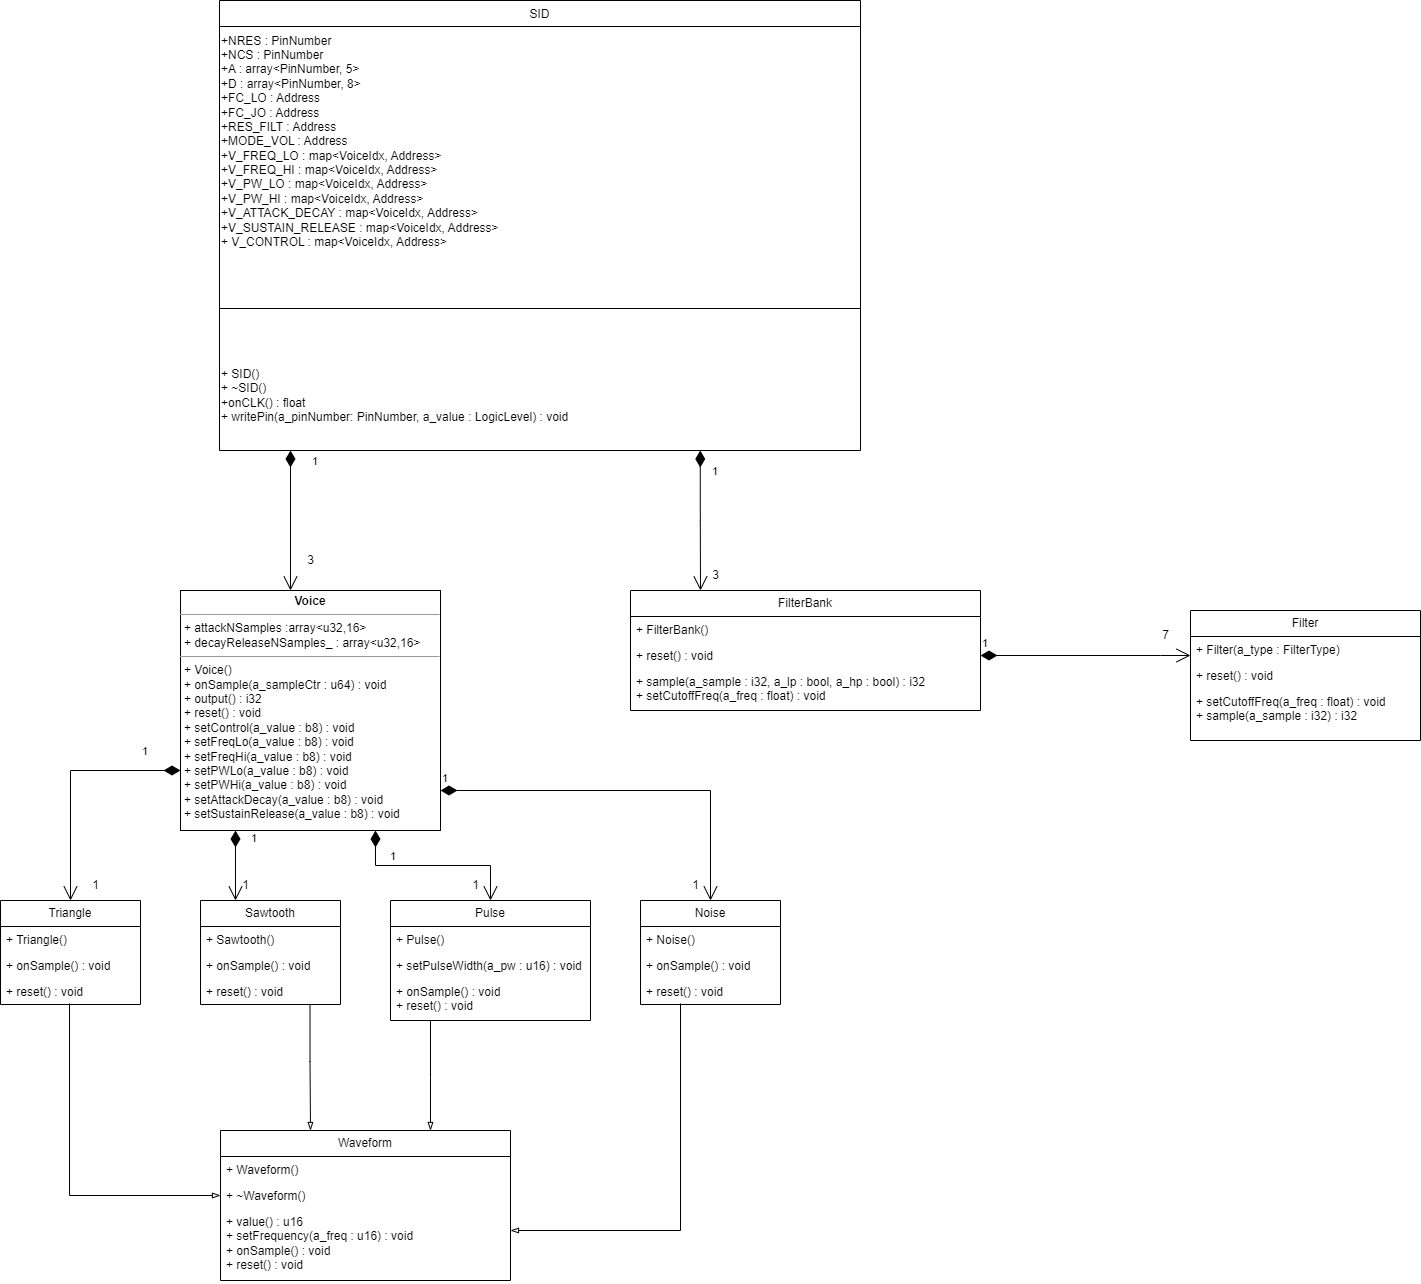 SID
+NRES : PinNumber
+NCS : PinNumber
+A : array<PinNumber, 5>
+D : array<PinNumber, 8>
+FC_LO : Address
+FC_JO : Address
+RES_FILT : Address
+MODE_VOL : Address
+V_FREQ_LO : map<VoiceIdx, Address>
+V_FREQ_HI : map<VoiceIdx, Address>
+V_PW_LO : map<VoiceIdx, Address>
+V_PW_HI : map<VoiceIdx, Address>
+V_ATTACK_DECAY : map<VoiceIdx, Address>
+V_SUSTAIN_RELEASE : map<VoiceIdx, Address>
+ V_CONTROL : map<VoiceIdx, Address>
+ SID()
+ ~SID()
+onCLK() : float
+ writePin(a_pinNumber: PinNumber, a_value : LogicLevel) : void
1
1
3
3
Voice
+ attackNSamples :array<u32,16>
+ decayReleaseNSamples_ : array<u32,16>
+ Voice()
+ onSample(a_sampleCtr : u64) : void
+ output() : i32
+ reset() : void
+ setControl(a_value : b8) : void
+ setFreqLo(a_value : b8) : void
+ setFreqHi(a_value : b8) : void
+ setPWLo(a_value : b8) : void
+ setPWHi(a_value : b8) : void
+ setAttackDecay(a_value : b8) : void
+ setSustainRelease(a_value : b8) : void
FilterBank
+ FilterBank()
+ reset() : void
+ sample(a_sample : i32, a_lp : bool, a_hp : bool) : i32
+ setCutoffFreq(a_freq : float) : void
1
7
Filter
+ Filter(a_type : FilterType)
+ reset() : void
+ setCutoffFreq(a_freq : float) : void
+ sample(a_sample : i32) : i32
1
1
1
1
1
1
1
1
Triangle
+ Triangle()
+ onSample() : void
+ reset() : void
Sawtooth
+ Sawtooth()
+ onSample() : void
+ reset() : void
Pulse
+ Pulse()
+ setPulseWidth(a_pw : u16) : void
+ onSample() : void
+ reset() : void
Noise
+ Noise()
+ onSample() : void
+ reset() : void
Waveform
+ Waveform()
+ ~Waveform()
+ value() : u16
+ setFrequency(a_freq : u16) : void
+ onSample() : void
+ reset() : void